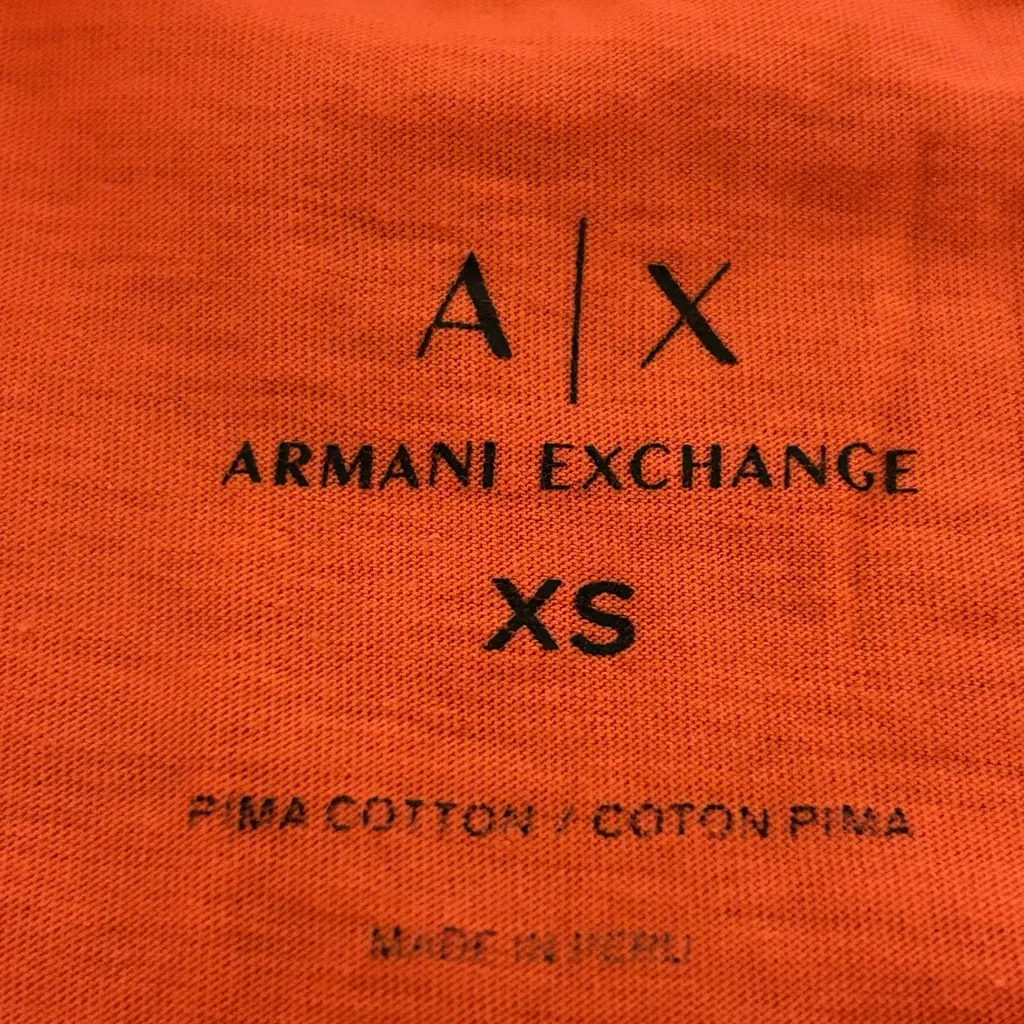 A|X
ARMANI EXCHANGE
XS
PIMA COTTON / COTON PIMA
MADE IN PERU